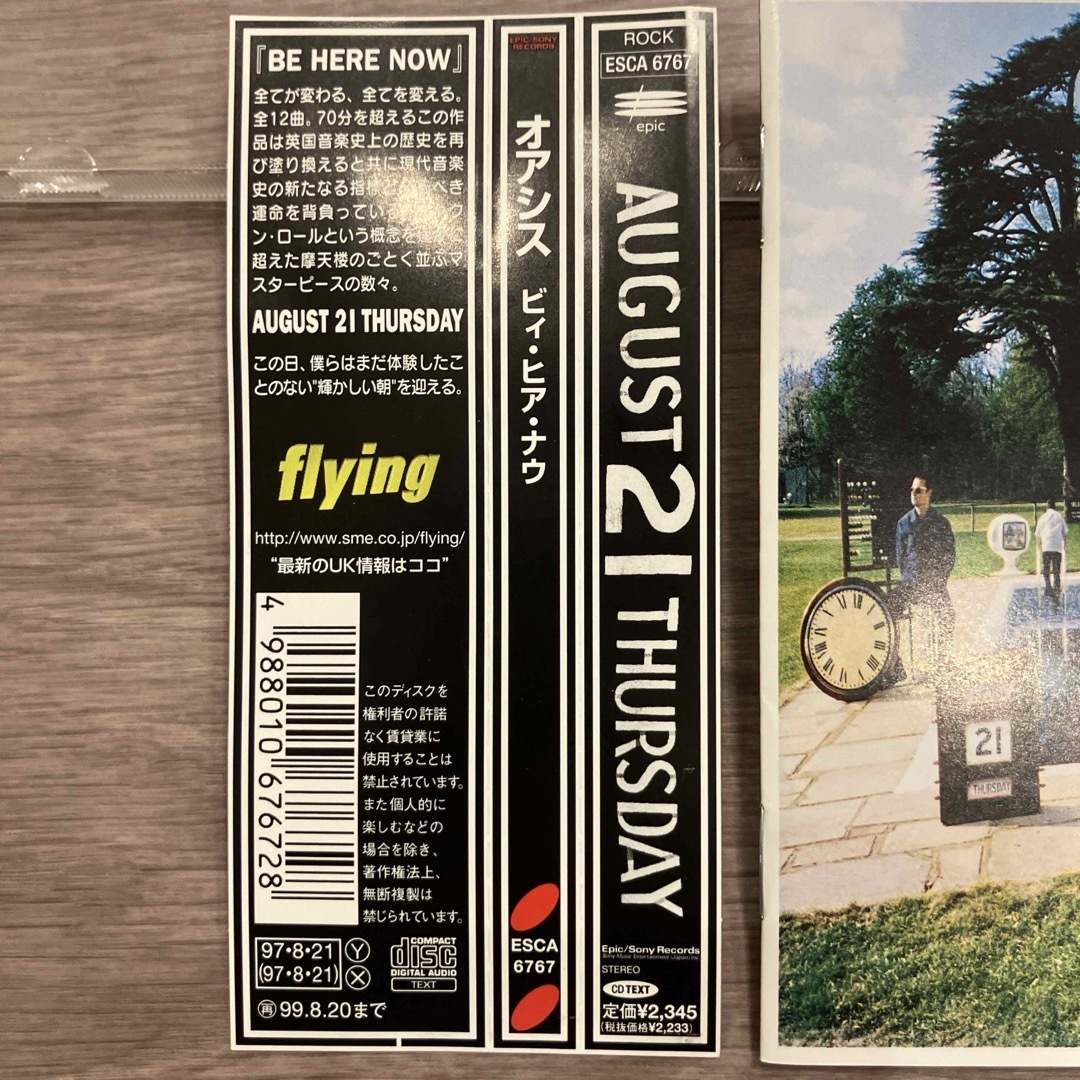 『BE HERE NOW』
全てが変わる、全てを変える。
全12曲。70分を超えるこの作
品は英国音楽史上の歴史を再
び塗り換えると共に現代音楽
史の新たなる指標と べき
運命を背負っている
ン・ロールという概念を
超えた摩天楼のごとく並ぶマ
スターピースの数々。
AUGUST 21 THURSDAY
この日、僕らはまだ体験したこ
とのない"輝かしい朝"を迎える。
flying
http://www.sme.co.jp/flying/
“最新のUK情報はココ”
4 988010 676728
このディスクを
権利者の許諾
なく賃貸業に
使用することは
禁止されています。
また個人的に
楽しむなどの
場合を除き、
著作権法上、
無断複製は
禁じられています。
97・8・21 Ⓨ
(97・8・21) Ⓧ
COMPACT
disc
DIGITAL AUDIO
TEXT
㊢99.8.20まで
EPIC/SONY
RECORDS
オアシス ビィ・ヒア・ナウ
ESCA
6767
ROCK
ESCA 6767
epic
AUGUST 21 THURSDAY
Epic/Sony Records
Sony Music Entertainment (Japan) Inc.
STEREO
CD TEXT
定価¥2,345
(税抜価格¥2,233)
21
THURSDAY